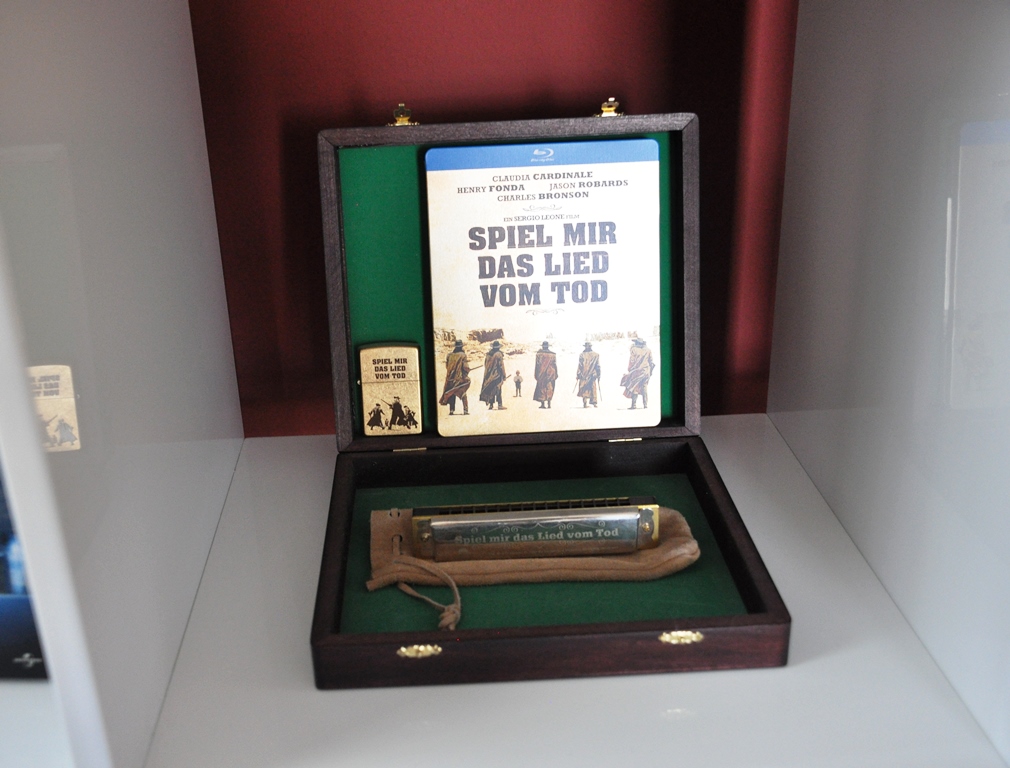 CLAUDIA CARDINALE
HENRY FONDA JASON ROBARDS
CHARLES BRONSON
EIN SERGIO LEONE FILM
SPIEL MIR
DAS LIED
VOM TOD
SPIEL MIR
DAS LIED
VOM TOD
Spiel mir das Lied vom Tod